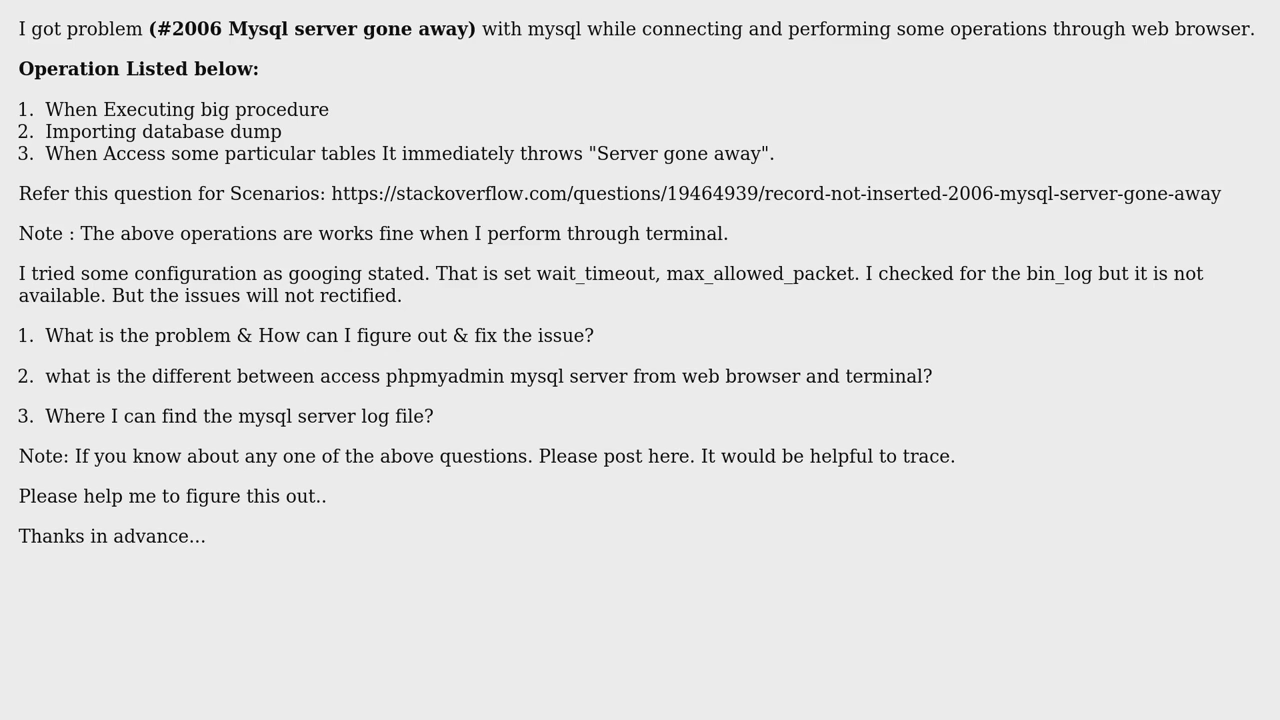 I got problem (#2006 Mysql server gone away) with mysql while connecting and performing some operations through web browser.
Operation Listed below:
1. When Executing big procedure
2. Importing database dump
3. When Access some particular tables It immediately throws "Server gone away".
Refer this question for Scenarios: https://stackoverflow.com/questions/19464939/record-not-inserted-2006-mysql-server-gone-away
Note : The above operations are works fine when I perform through terminal.
I tried some configuration as googing stated. That is set wait_timeout, max_allowed_packet. I checked for the bin_log but it is not
available. But the issues will not rectified.
1. What is the problem & How can I figure out & fix the issue?
2. what is the different between access phpmyadmin mysql server from web browser and terminal?
3. Where I can find the mysql server log file?
Note: If you know about any one of the above questions. Please post here. It would be helpful to trace.
Please help me to figure this out..
Thanks in advance...